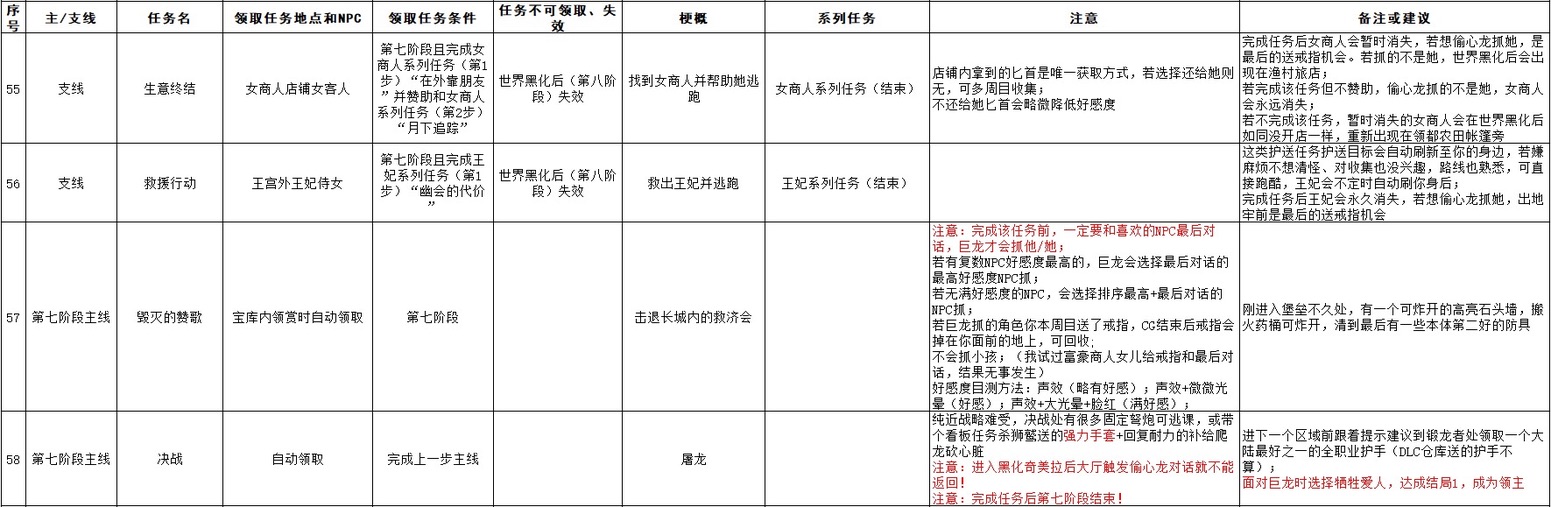 序号
主/支线
任务名
领取任务地点和NPC
领取任务条件
任务不可领取、失效
梗概
系列任务
注意
备注或建议
55
支线
生意终结
女商人店铺女客人
第七阶段且完成女
商人系列任务（第1
步）“在外靠朋友
”并赞助和女商人
系列任务（第2步）
“月下追踪”
世界黑化后（第八阶
段）失效
找到女商人并帮助她逃
跑
女商人系列任务（结束）
店铺内拿到的匕首是唯一获取方式，若选择还给她则
无，可多周目收集；
不还给她匕首会略微降低好感度
完成任务后女商人会暂时消失，若想偷心龙抓她，是
最后的送戒指机会。若抓的不是她，世界黑化后会出
现在渔村旅店；
若完成该任务但不赞助，偷心龙抓的不是她，女商人
会永远消失；
若不完成该任务，暂时消失的女商人会在世界黑化后
如同没开店一样，重新出现在领都农田帐篷旁
56
支线
救援行动
王宫外王妃侍女
第七阶段且完成王
妃系列任务（第1
步）“幽会的代价
”
世界黑化后（第八阶
段）失效
救出王妃并逃跑
王妃系列任务（结束）
这类护送任务护送目标会自动刷新至你的身边，若嫌
麻烦不想清怪、对收集也没兴趣，路线也熟悉，可直
接跑酷，王妃会不定时自动刷你身后；
完成任务后王妃会永久消失，若想偷心龙抓她，出地
牢前是最后的送戒指机会
57
第七阶段主线
毁灭的赞歌
宝库内领赏时自动领取
第七阶段
击退长城内的救济会
注意：完成该任务前，一定要和喜欢的NPC最后对
话，巨龙才会抓他/她；
若有复数NPC好感度最高的，巨龙会选择最后对话的
最高好感度NPC抓；
若无满好感度的NPC，会选择排序最高+最后对话的
NPC抓；
若巨龙抓的角色你本周目送了戒指，CG结束后戒指会
掉在你面前的地上，可回收；
不会抓小孩；（我试过富豪商人女儿给戒指和最后对
话，结果无事发生）
好感度目测方法：声效（略有好感）；声效+微微光
晕（好感）；声效+大光晕+脸红（满好感）；
刚进入堡垒不久处，有一个可炸开的高亮石头墙，搬
火药桶可炸开，清到最后有一些本体第二好的防具
58
第七阶段主线
决战
自动领取
完成上一步主线
屠龙
纯近战略难受，决战处有很多固定弩炮可逃课，或带
个看板任务杀狮鹫送的强力手套+回复耐力的补给爬
龙砍心脏
注意：进入黑化奇美拉后大厅触发偷心龙对话就不能
返回！
注意：完成任务后第七阶段结束！
进下一个区域前跟着提示建议到锻龙者处领取一个大
陆最好之一的全职业护手（DLC仓库送的护手不
算）；
面对巨龙时选择牺牲爱人，达成结局1，成为领主